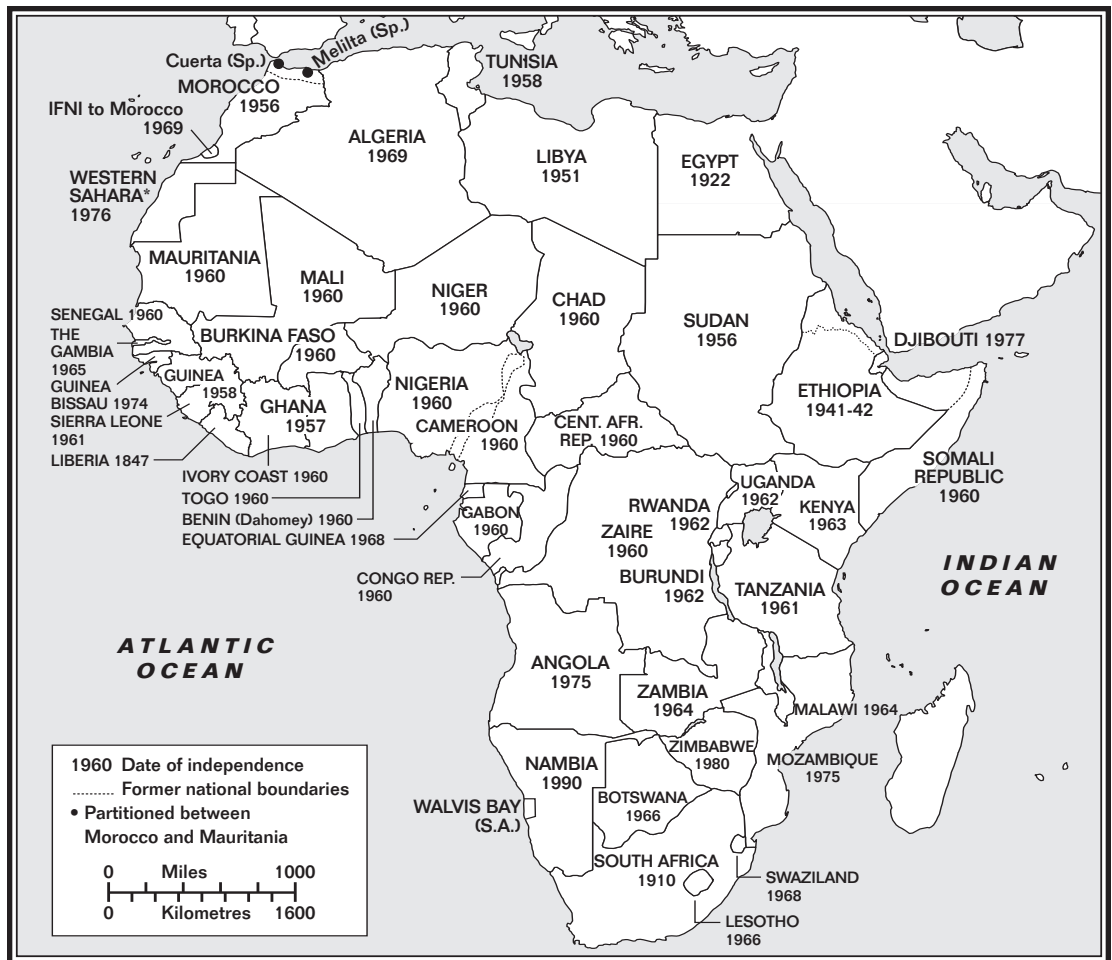 Cuerta (Sp.)
Melilta (Sp.)
MOROCCO
1956
TUNISIA
1958
IFNI to Morocco
1969
ALGERIA
1969
LIBYA
1951
EGYPT
1922
WESTERN
SAHARA*
1976
MAURITANIA
1960
MALI
1960
NIGER
1960
CHAD
1960
SUDAN
1956
DJIBOUTI 1977
SENEGAL 1960
THE
GAMBIA
1965
GUINEA
BISSAU 1974
SIERRA LEONE
1961
LIBERIA 1847
BURKINA FASO
1960
GUINEA
1958
GHANA
1957
NIGERIA
1960
CAMEROON
1960
CENT. AFR.
REP. 1960
ETHIOPIA
1941-42
SOMALI
REPUBLIC
1960
IVORY COAST 1960
TOGO 1960
BENIN (Dahomey) 1960
EQUATORIAL GUINEA 1968
GABON
1960
CONGO REP.
1960
UGANDA
1962
KENYA
1963
RWANDA
1962
ZAIRE
1960
BURUNDI
1962
TANZANIA
1961
INDIAN
OCEAN
ATLANTIC
OCEAN
ANGOLA
1975
ZAMBIA
1964
MALAWI 1964
MOZAMBIQUE
1975
ZIMBABWE
1980
NAMBIA
1990
BOTSWANA
1966
WALVIS BAY
(S.A.)
SOUTH AFRICA
1910
SWAZILAND
1968
LESOTHO
1966
1960 Date of independence
Former national boundaries
• Partitioned between
Morocco and Mauritania
0 Miles 1000
0 Kilometres 1600